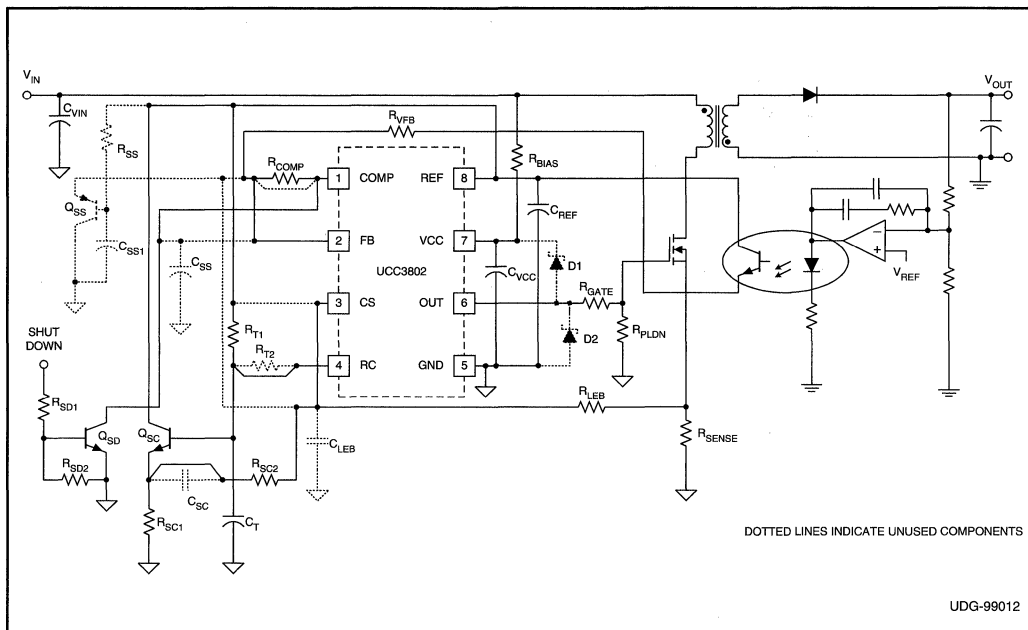 V_IN
C_VIN
R_SS
Q_SS
C_SS1
C_SS
R_VFB
R_COMP
1 COMP
REF 8
2 FB
VCC 7
UCC3802
3 CS
OUT 6
4 RC
GND 5
R_BIAS
C_REF
C_VCC
D1
D2
R_GATE
R_PLDN
V_OUT
−
+
V_REF
SHUT
DOWN
R_SD1
Q_SD
R_SD2
Q_SC
R_T1
R_T2
C_SC
R_SC2
R_SC1
C_T
C_LEB
R_LEB
R_SENSE
DOTTED LINES INDICATE UNUSED COMPONENTS
UDG-99012